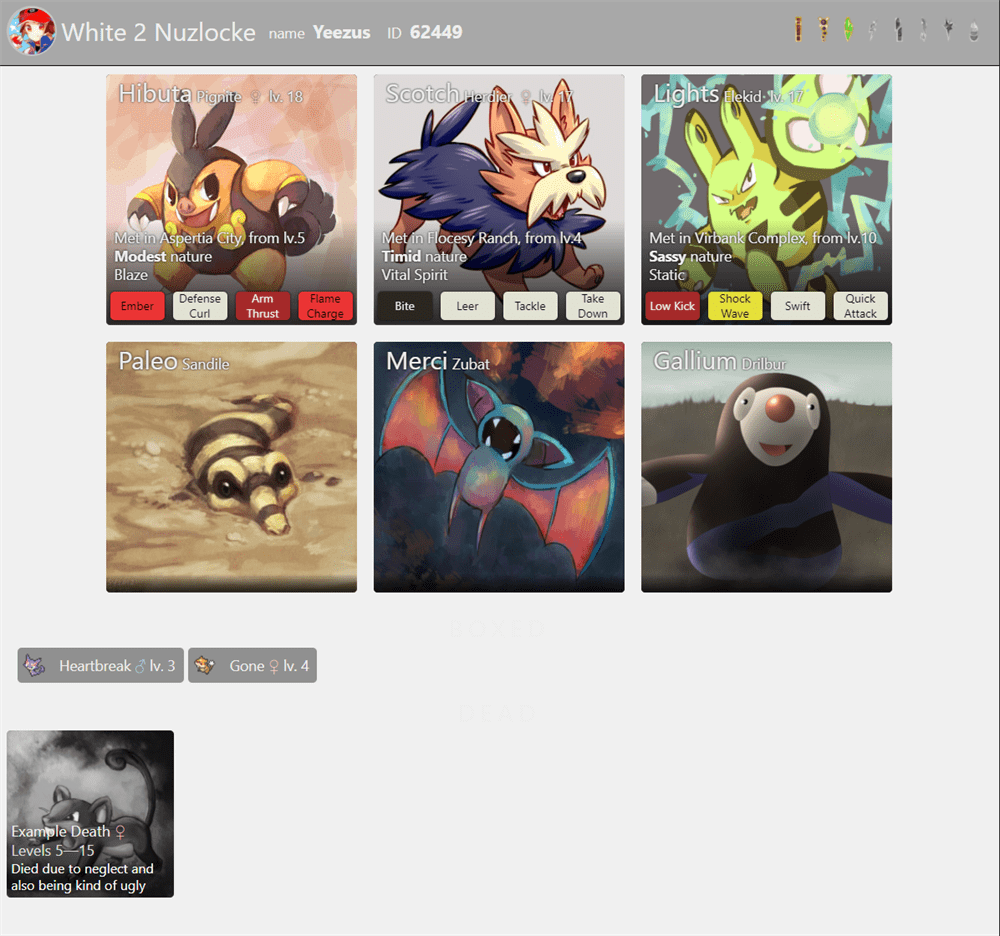 White 2 Nuzlocke name Yeezus ID 62449
Hibuta Pignite ♀ lv. 18
Met in Aspertia City, from lv.5
Modest nature
Blaze
Ember
Defense Curl
Arm Thrust
Flame Charge
Scotch Herdier ♀ lv. 17
Met in Flocesy Ranch, from lv.4
Timid nature
Vital Spirit
Bite
Leer
Tackle
Take Down
Lights Elekid lv. 17
Met in Virbank Complex, from lv.10
Sassy nature
Static
Low Kick
Shock Wave
Swift
Quick Attack
Paleo Sandile
Merci Zubat
Gallium Drilbur
BOXED
Heartbreak ♂ lv. 3
Gone ♀ lv. 4
DEAD
Example Death ♀
Levels 5—15
Died due to neglect and
also being kind of ugly